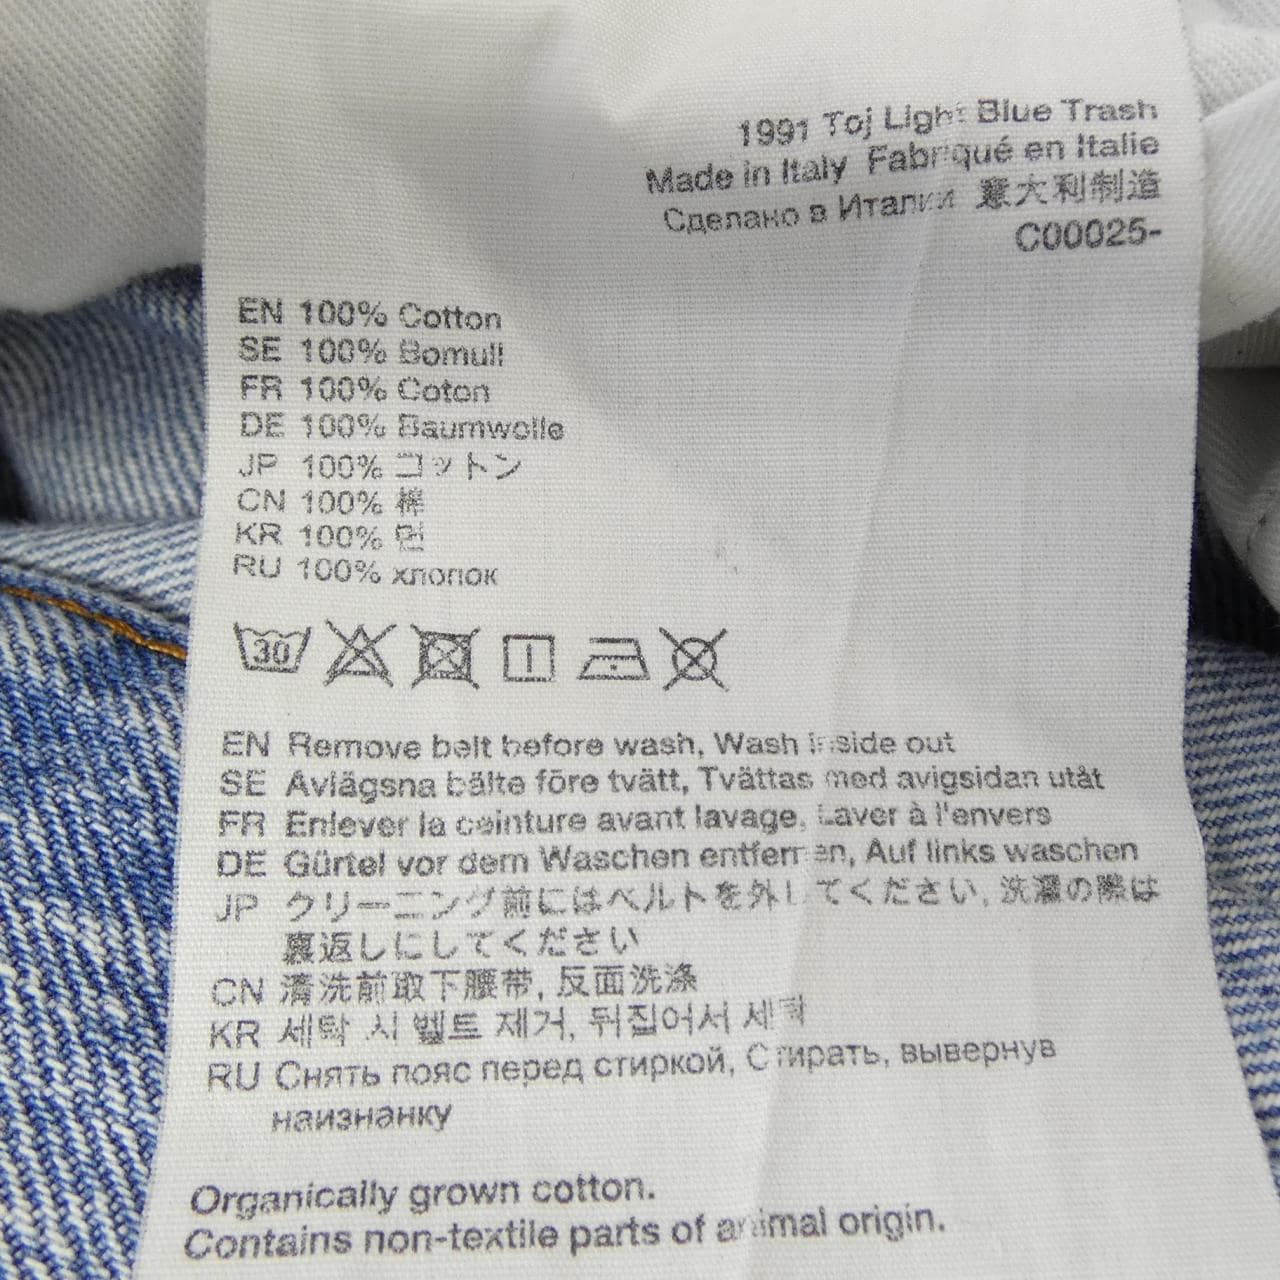 1991 Toj Light Blue Trash
Made in Italy Fabriqué en Italie
Сделано в Италии 意大利制造
C00025-
EN 100% Cotton
SE 100% Bomull
FR 100% Coton
DE 100% Baumwolle
JP 100% コットン
CN 100% 棉
KR 100% 면
RU 100% хлопок
30
EN Remove belt before wash, Wash inside out
SE Avlägsna bälte före tvätt, Tvättas med avigsidan utåt
FR Enlever la ceinture avant lavage, Laver à l'envers
DE Gürtel vor dem Waschen entfernen, Auf links waschen
JP クリーニング前にはベルトを外してください, 洗濯の際は
裏返しにしてください
CN 清洗前取下腰带, 反面洗涤
KR 세탁 시 벨트 제거, 뒤집어서 세탁
RU Снять пояс перед стиркой, Стирать, вывернув
наизнанку
Organically grown cotton.
Contains non-textile parts of animal origin.